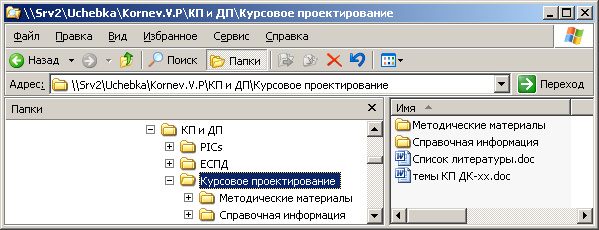 \\Srv2\Uchebka\Kornev.V.P\КП и ДП\Курсовое проектирование
Файл Правка Вид Избранное Сервис Справка
Назад Поиск Папки
Адрес: \\Srv2\Uchebka\Kornev.V.P\КП и ДП\Курсовое проектирование Переход
Папки
КП и ДП
PICs
ЕСПД
Курсовое проектирование
Методические материалы
Справочная информация
Имя
Методические материалы
Справочная информация
Список литературы.doc
темы КП ДК-xx.doc